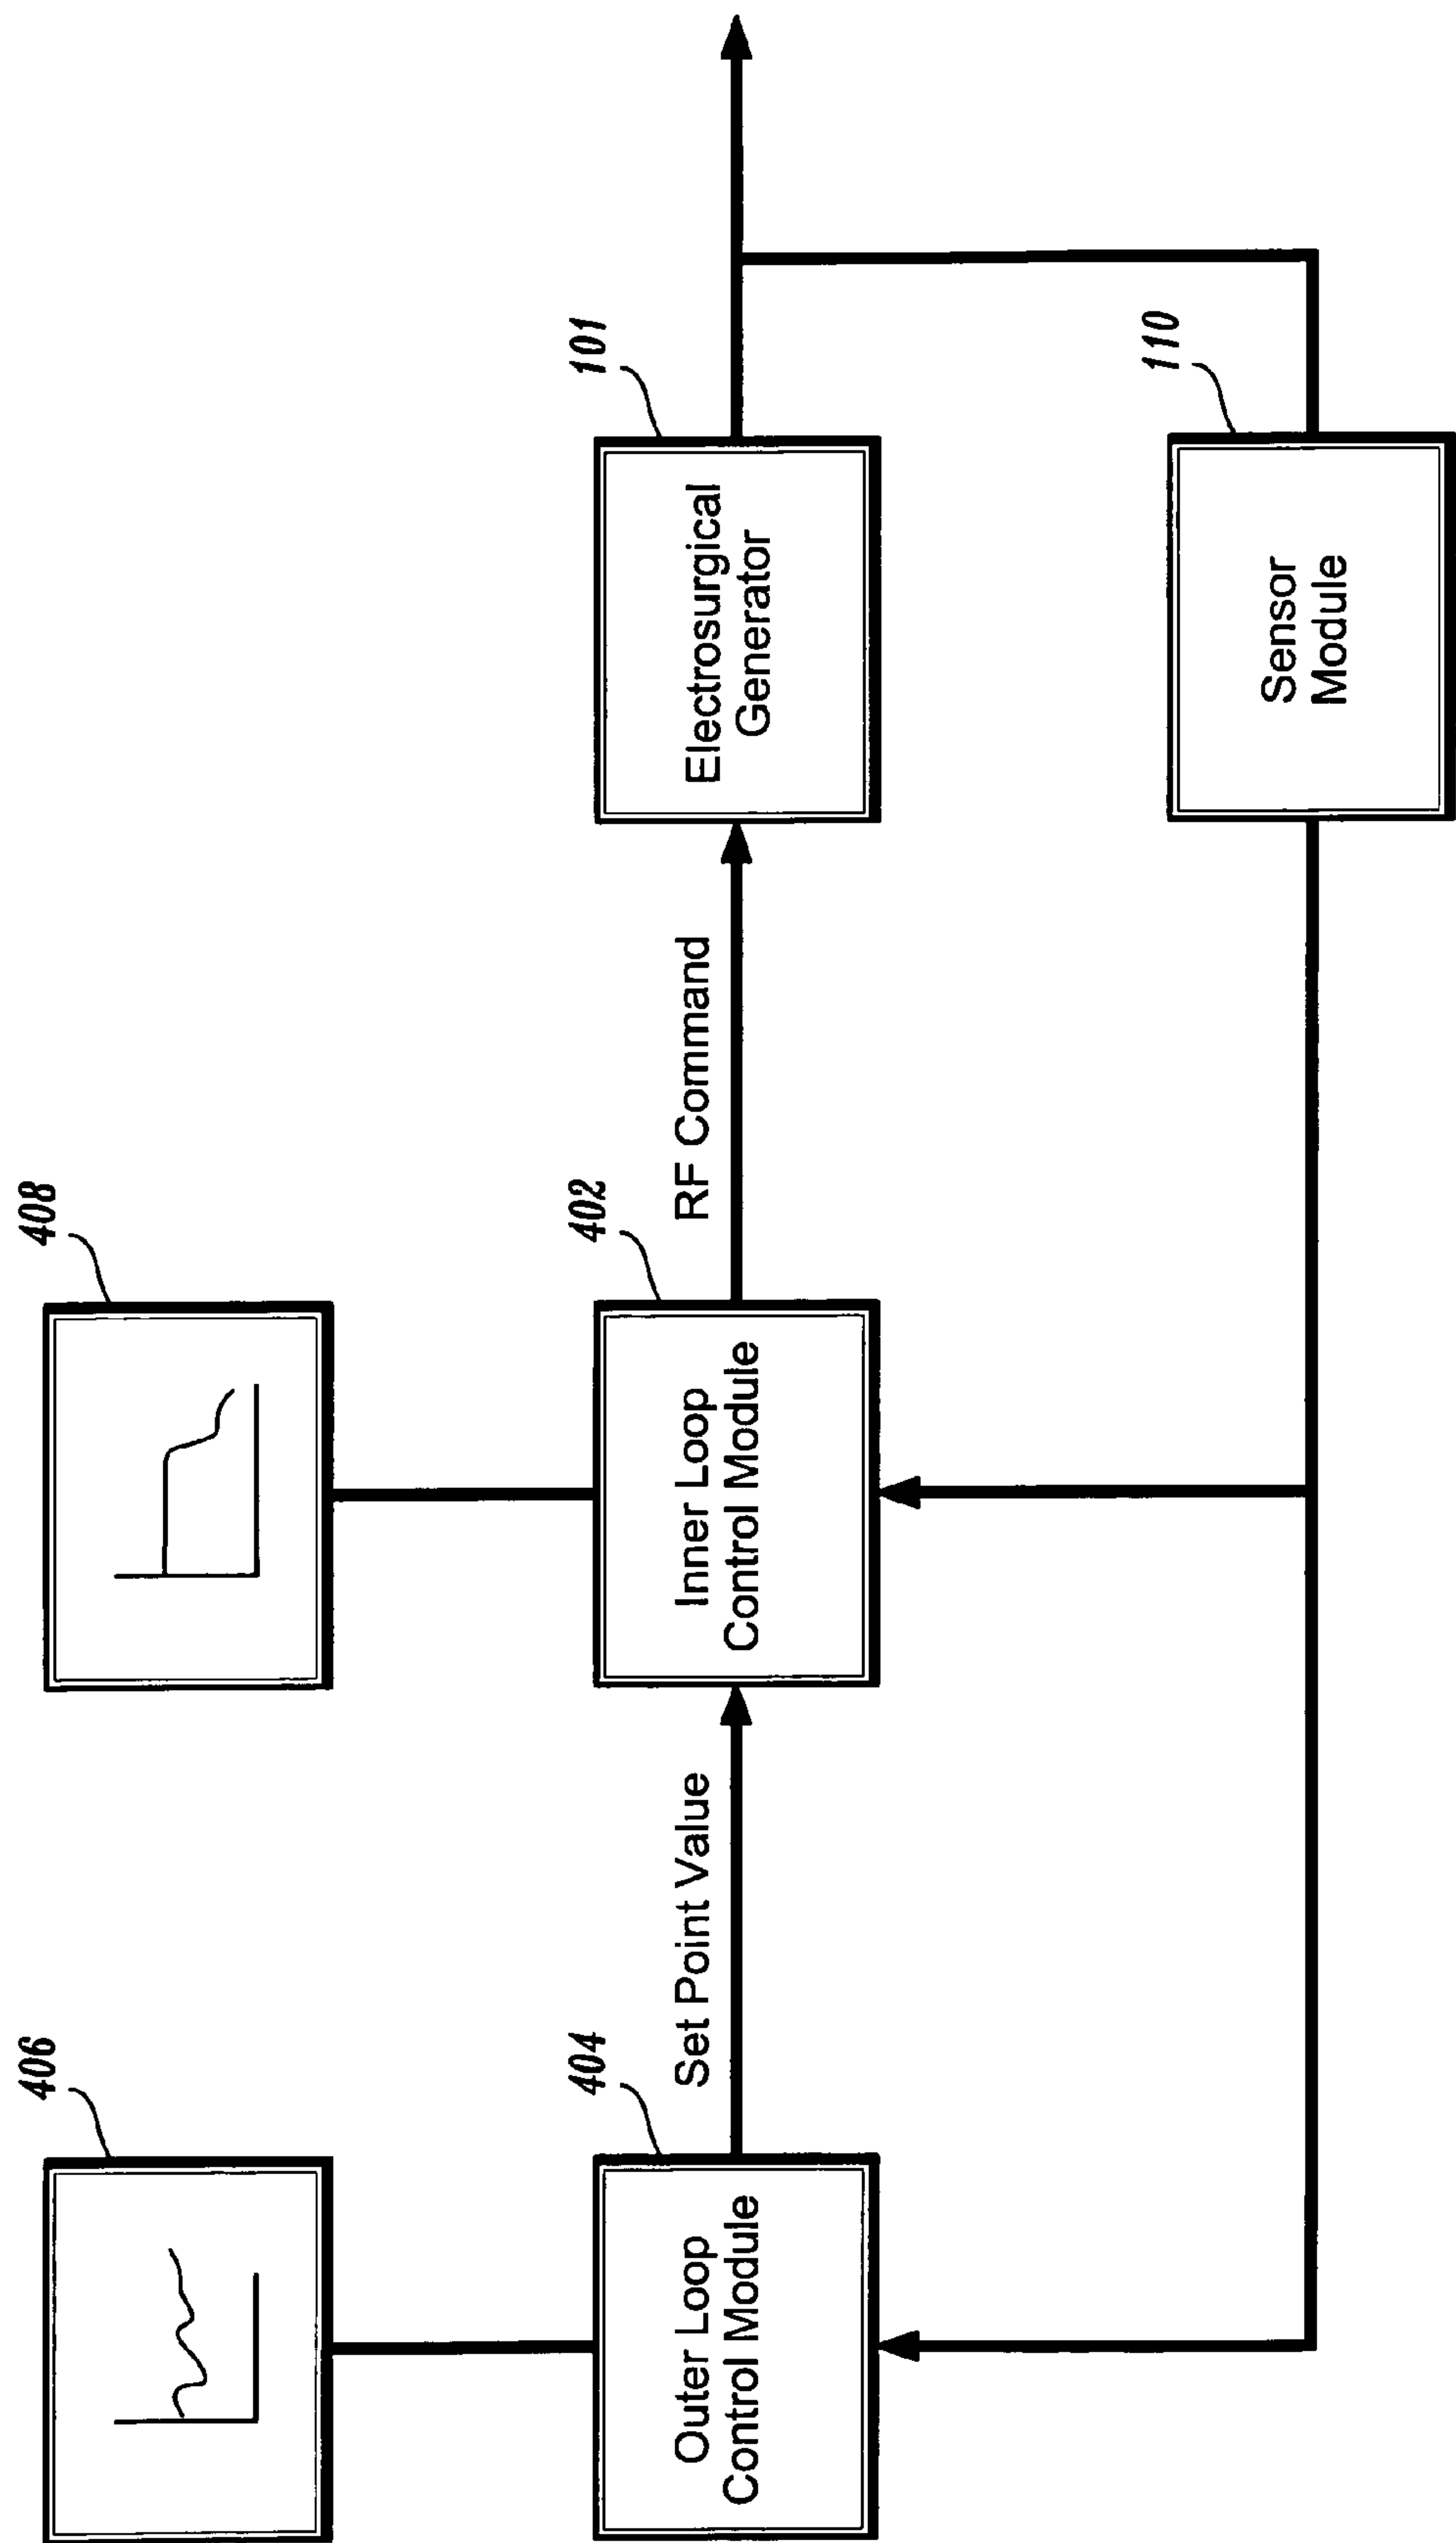 406
408
Outer Loop
Control Module
404
Set Point Value
Inner Loop
Control Module
402
RF Command
Electrosurgical
Generator
101
Sensor
Module
110